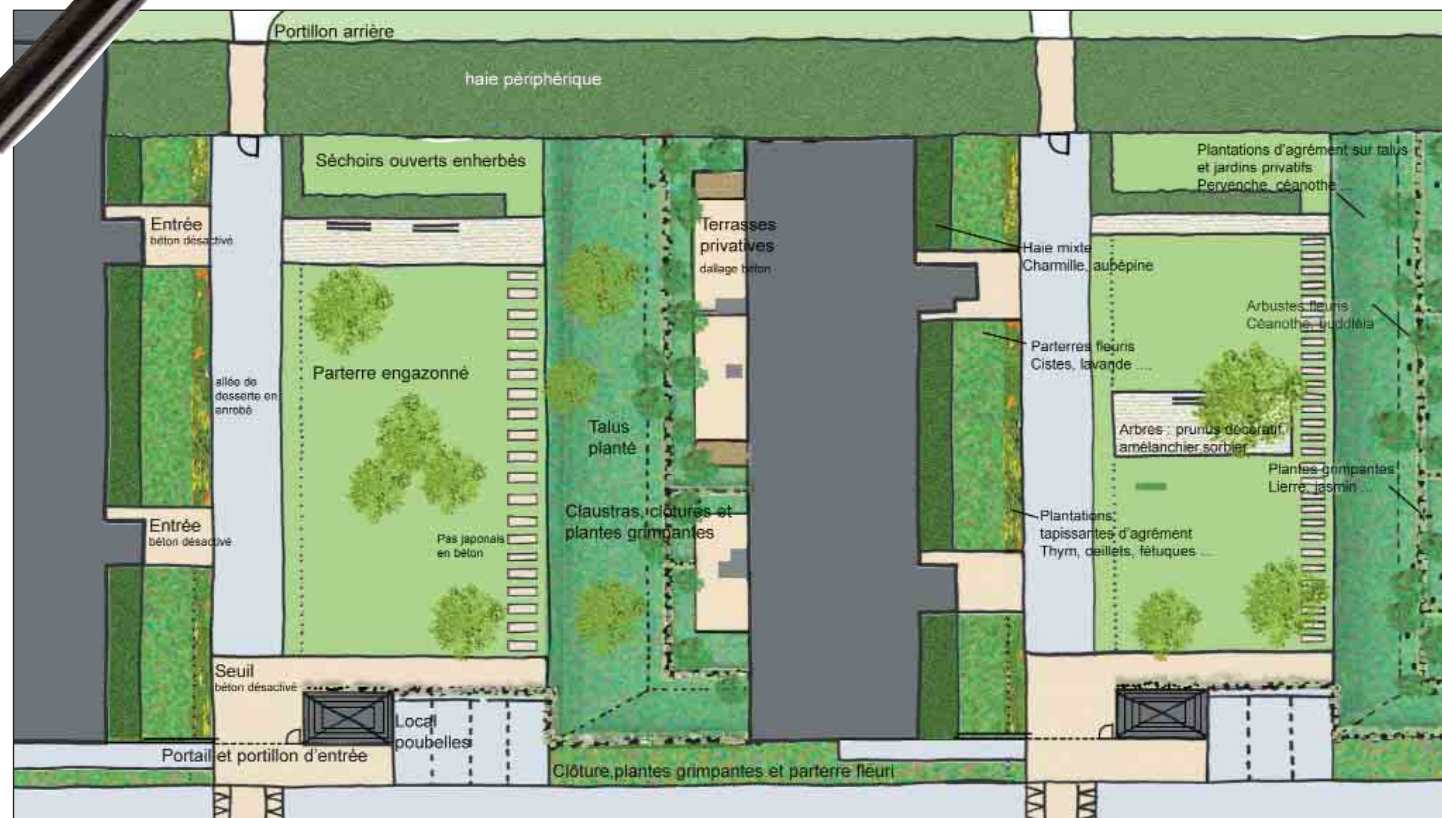 Portillon arrière
haie périphérique
Séchoirs ouverts enherbés
Entrée
béton désactivé
Terrasses
privatives
dallage béton
Parterre engazonné
allée de
desserte en
enrobé
Talus
planté
Claustras, clôtures et
plantes grimpantes
Entrée
béton désactivé
Pas japonais
en béton
Seuil
béton désactivé
Local
poubelles
Portail et portillon d'entrée
Clôture,plantes grimpantes et parterre fleuri
Plantations d'agrément sur talus
et jardins privatifs
Pervenche, céanothe ...
Haie mixte
Charmille, aubépine
Arbustes fleuris
Céanothe, buddleia
Parterres fleuris
Cistes, lavande ....
Arbres : prunus décoratif,
amélanchier,sorbier
Plantes grimpantes
Lierre, jasmin ...
Plantations
tapissantes d'agrément
Thym, oeillets, fétuques ...